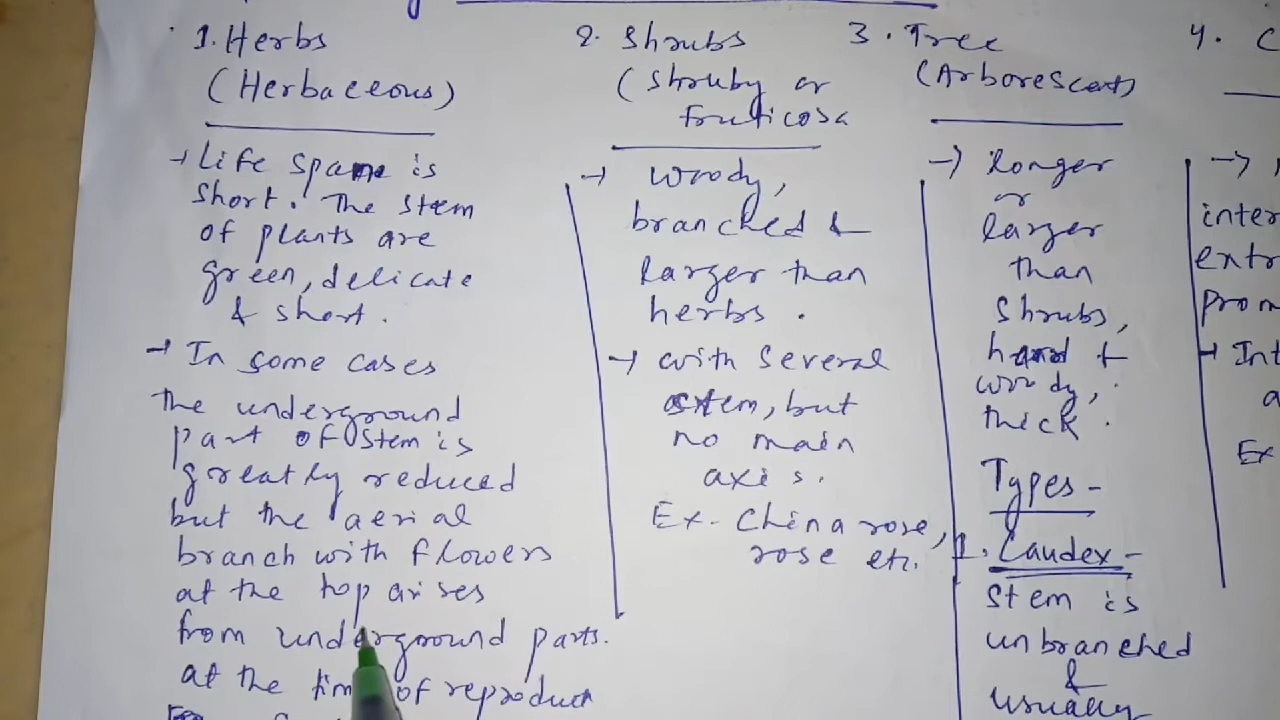 1. Herbs
(Herbaceous)
→ Life span is
short. The stem
of plants are
green, delicate
& short.
→ In some cases
the underground
part of stem is
greatly reduced
but the aerial
branch with flowers
at the top arises
from underground parts.
at the time of reproduct
2. Shrubs
(Shruby or
fruticosa
→ Woody,
branched &
larger than
herbs.
→ with several
stem, but
no main
axis.
Ex- China rose,
rose etc.
3. Tree
(Arborescent)
→ Longer
or
larger
than
shrubs,
hard &
woody,
thick.
Types-
1. Caudex-
Stem is
unbranched
&
usually
4. C
→
inter
extr
prom
→ Int
a
Ex